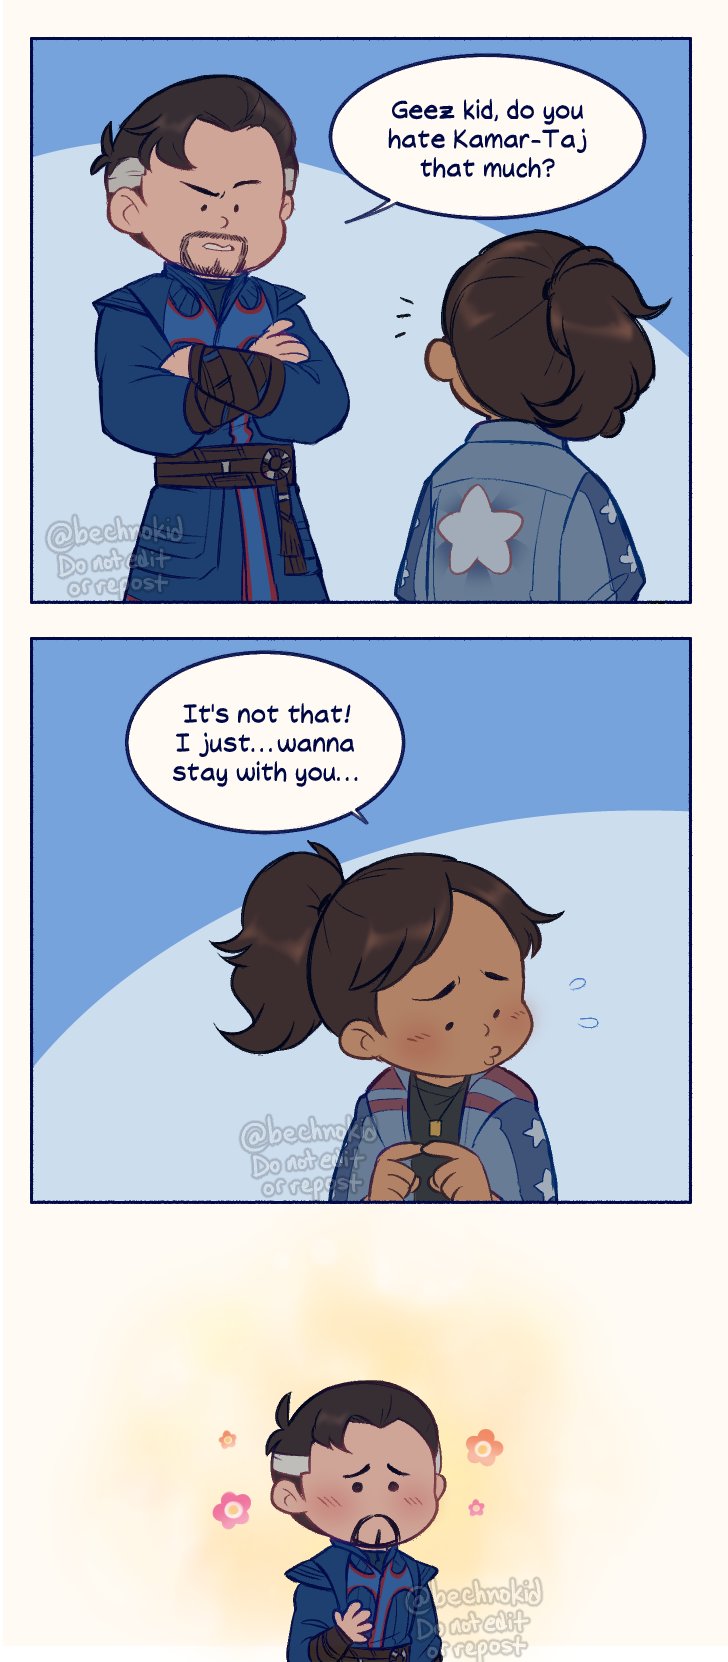 Geez kid, do you
hate Kamar-Taj
that much?
@bechnokid
Do not edit
or repost
It's not that!
I just...wanna
stay with you...
@bechnokid
Do not edit
or repost
@bechnokid
Do not edit
or repost